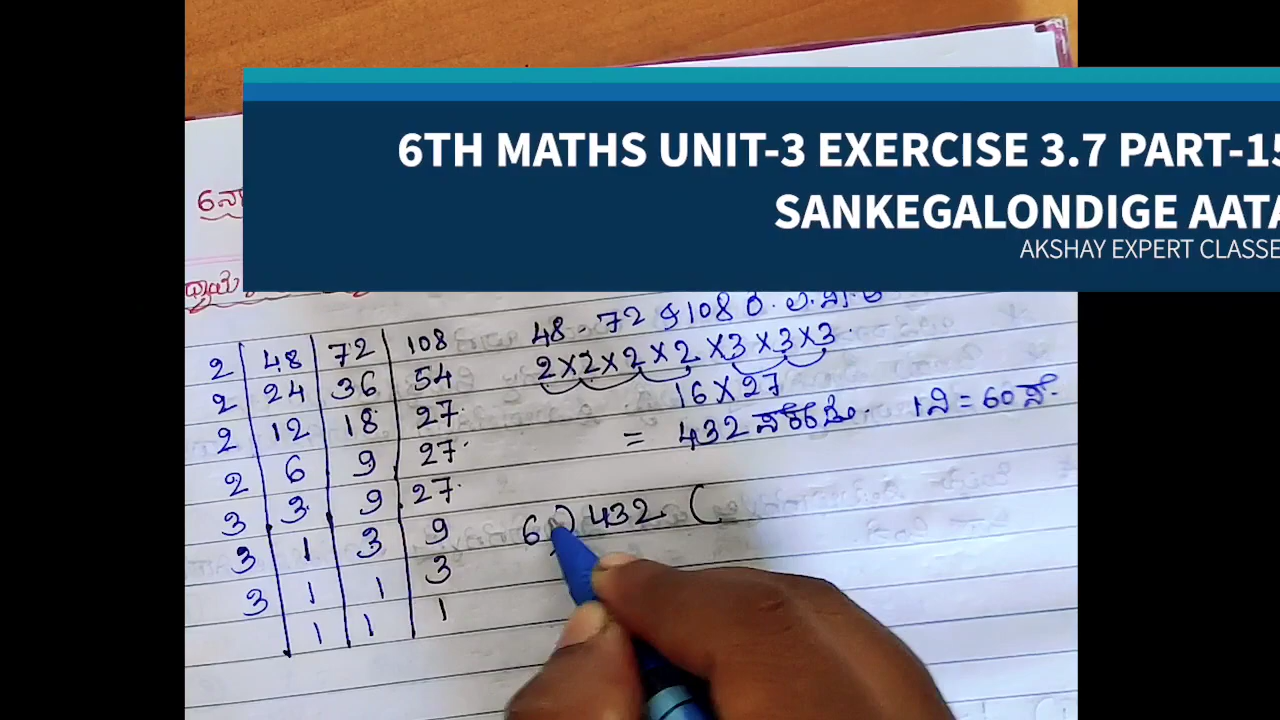 6TH MATHS UNIT-3 EXERCISE 3.7 PART-15
SANKEGALONDIGE AATA
AKSHAY EXPERT CLASSE
6ನೇ
2 48 72 108
2 24 36 54
2 12 18 27
2 6 9 27
3 3 9 27
3 1 3 9
3 1 1 3
1 1 1
48 72 108
2×2×2×2×3×3×3
16×27
= 432
1 ನಿ = 60 ಸೆ.
6 ) 432 (